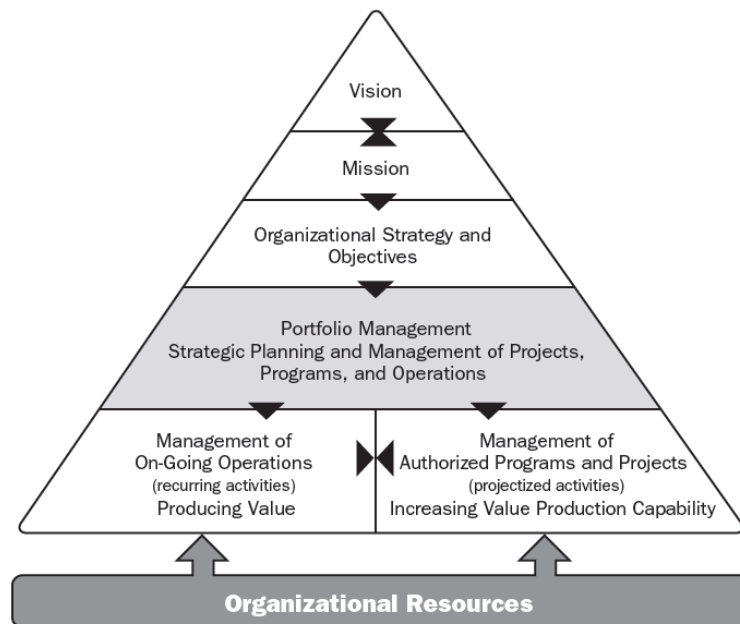 Vision
Mission
Organizational Strategy and
Objectives
Portfolio Management
Strategic Planning and Management of Projects,
Programs, and Operations
Management of
On-Going Operations
(recurring activities)
Producing Value
Management of
Authorized Programs and Projects
(projectized activities)
Increasing Value Production Capability
Organizational Resources